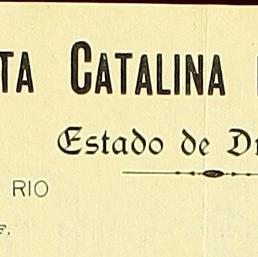 TA CATALINA
Estado de D
RIO
F.